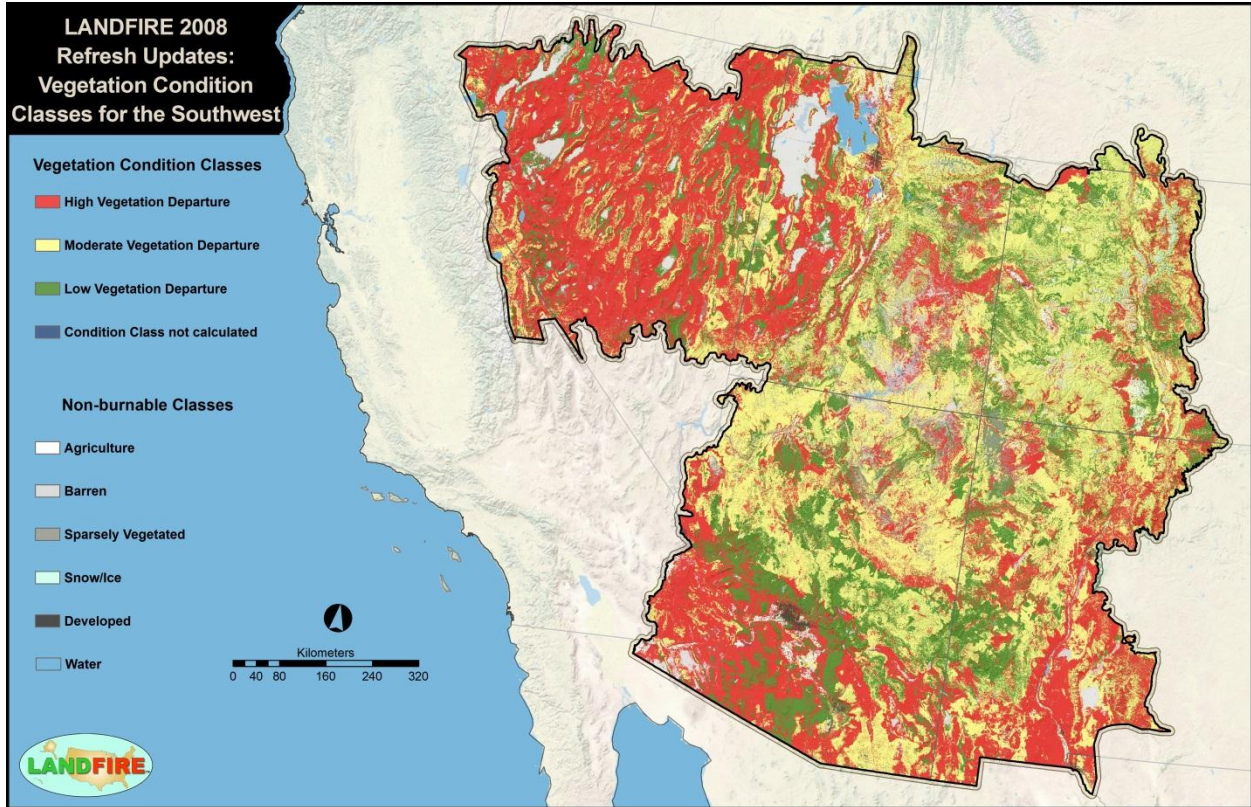 LANDFIRE 2008
Refresh Updates:
Vegetation Condition
Classes for the Southwest
Vegetation Condition Classes
High Vegetation Departure
Moderate Vegetation Departure
Low Vegetation Departure
Condition Class not calculated
Non-burnable Classes
Agriculture
Barren
Sparsely Vegetated
Snow/Ice
Developed
Water
Kilometers
0 40 80 160 240 320
LANDFIRE